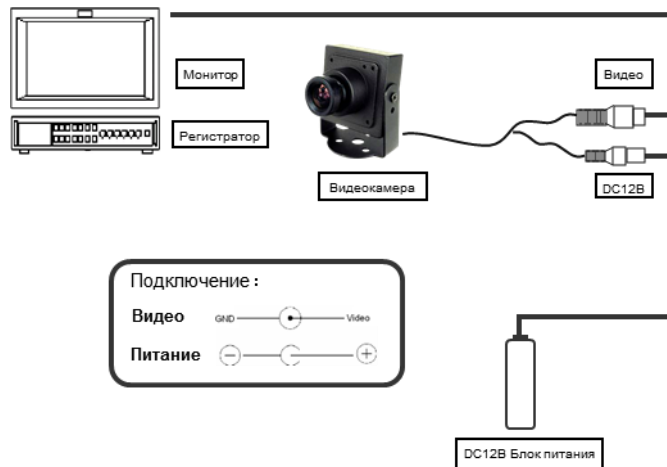 Монитор
Видео
Регистратор
Видеокамера
DC12В
Подключение:
Видео GND Video
Питание
DC12В Блок питания